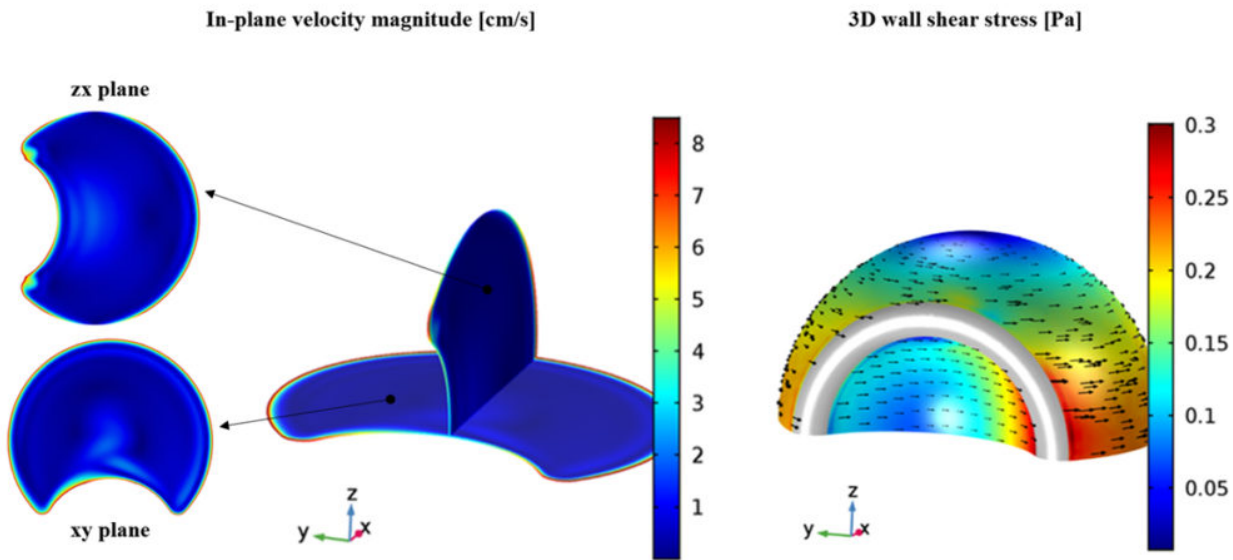 In-plane velocity magnitude [cm/s]
3D wall shear stress [Pa]
zx plane
8
7
6
5
4
3
2
1
0.3
0.25
0.2
0.15
0.1
0.05
xy plane
z
y
x
z
y
x